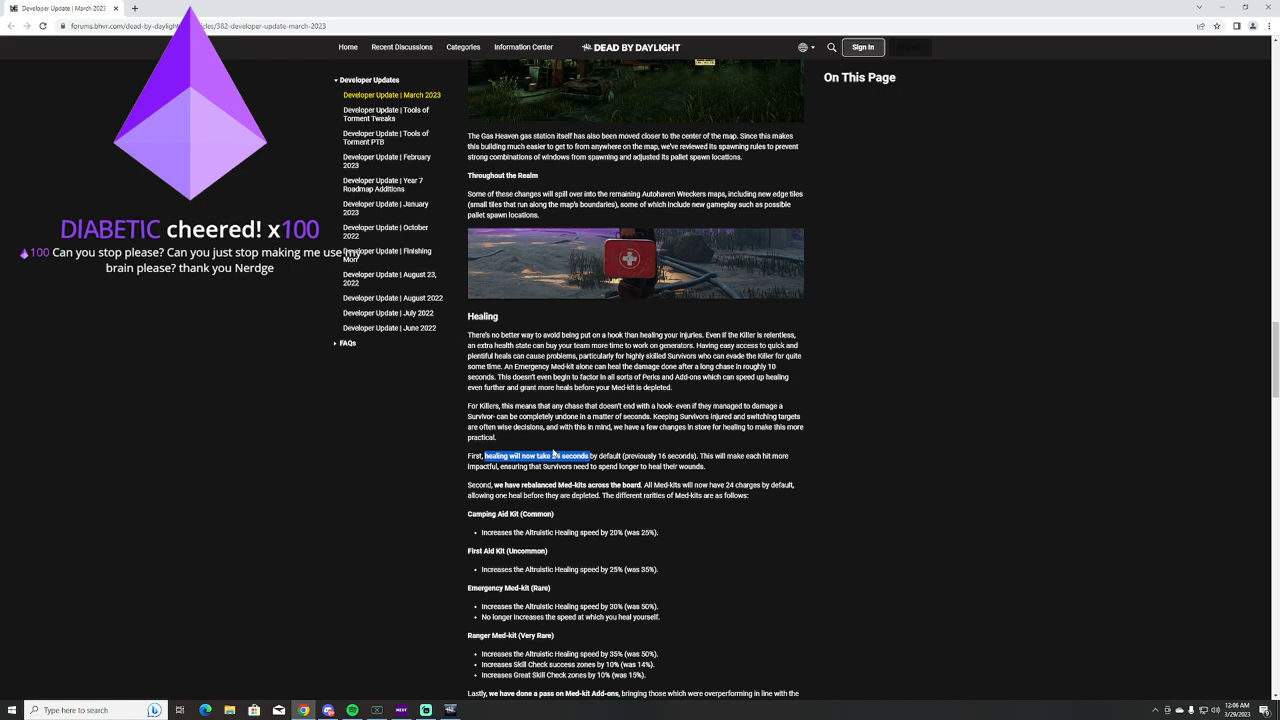 Developer Update | March 2023
forums.bhvr.com/dead-by-daylight
cles/382-developer-update-march-2023
Home
Recent Discussions
Categories
Information Center
DEAD BY DAYLIGHT
Sign In
Developer Updates
Developer Update | March 2023
Developer Update | Tools of
Torment Tweaks
Developer Update | Tools of
Torment PTB
Developer Update | February
2023
Developer Update | Year 7
Roadmap Additions
Developer Update | January
2023
Developer Update | October
2022
Developer Update | Finishing
Mori
Developer Update | August 23,
2022
Developer Update | August 2022
Developer Update | July 2022
Developer Update | June 2022
FAQs
DIABETIC cheered! x100
100 Can you stop please? Can you just stop making me use my
brain please? thank you Nerdge
On This Page
The Gas Heaven gas station itself has also been moved closer to the center of the map. Since this makes
this building much easier to get to from anywhere on the map, we've reviewed its spawning rules to prevent
strong combinations of windows from spawning and adjusted its pallet spawn locations.
Throughout the Realm
Some of these changes will spill over into the remaining Autohaven Wreckers maps, including new edge tiles
(small tiles that run along the map's boundaries), some of which include new gameplay such as possible
pallet spawn locations.
Healing
There's no better way to avoid being put on a hook than healing your injuries. Even if the Killer is relentless,
an extra health state can buy your team more time to work on generators. Having easy access to quick and
plentiful heals can cause problems, particularly for highly skilled Survivors who can evade the Killer for quite
some time. An Emergency Med-kit alone can heal the damage done after a long chase in roughly 10
seconds. This doesn't even begin to factor in all sorts of Perks and Add-ons which can speed up healing
even further and grant more heals before your Med-kit is depleted.
For Killers, this means that any chase that doesn't end with a hook- even if they managed to damage a
Survivor- can be completely undone in a matter of seconds. Keeping Survivors injured and switching targets
are often wise decisions, and with this in mind, we have a few changes in store for healing to make this more
practical.
First, healing will now take 24 seconds by default (previously 16 seconds). This will make each hit more
impactful, ensuring that Survivors need to spend longer to heal their wounds.
Second, we have rebalanced Med-kits across the board. All Med-kits will now have 24 charges by default,
allowing one heal before they are depleted. The different rarities of Med-kits are as follows:
Camping Aid Kit (Common)
• Increases the Altruistic Healing speed by 20% (was 25%).
First Aid Kit (Uncommon)
• Increases the Altruistic Healing speed by 25% (was 35%).
Emergency Med-kit (Rare)
• Increases the Altruistic Healing speed by 30% (was 50%).
• No longer increases the speed at which you heal yourself.
Ranger Med-kit (Very Rare)
• Increases the Altruistic Healing speed by 35% (was 50%).
• Increases Skill Check success zones by 10% (was 14%).
• Increases Great Skill Check zones by 10% (was 15%).
Lastly, we have done a pass on Med-kit Add-ons, bringing those which were overperforming in line with the
Type here to search
NEXT
12:06 AM
3/29/2023